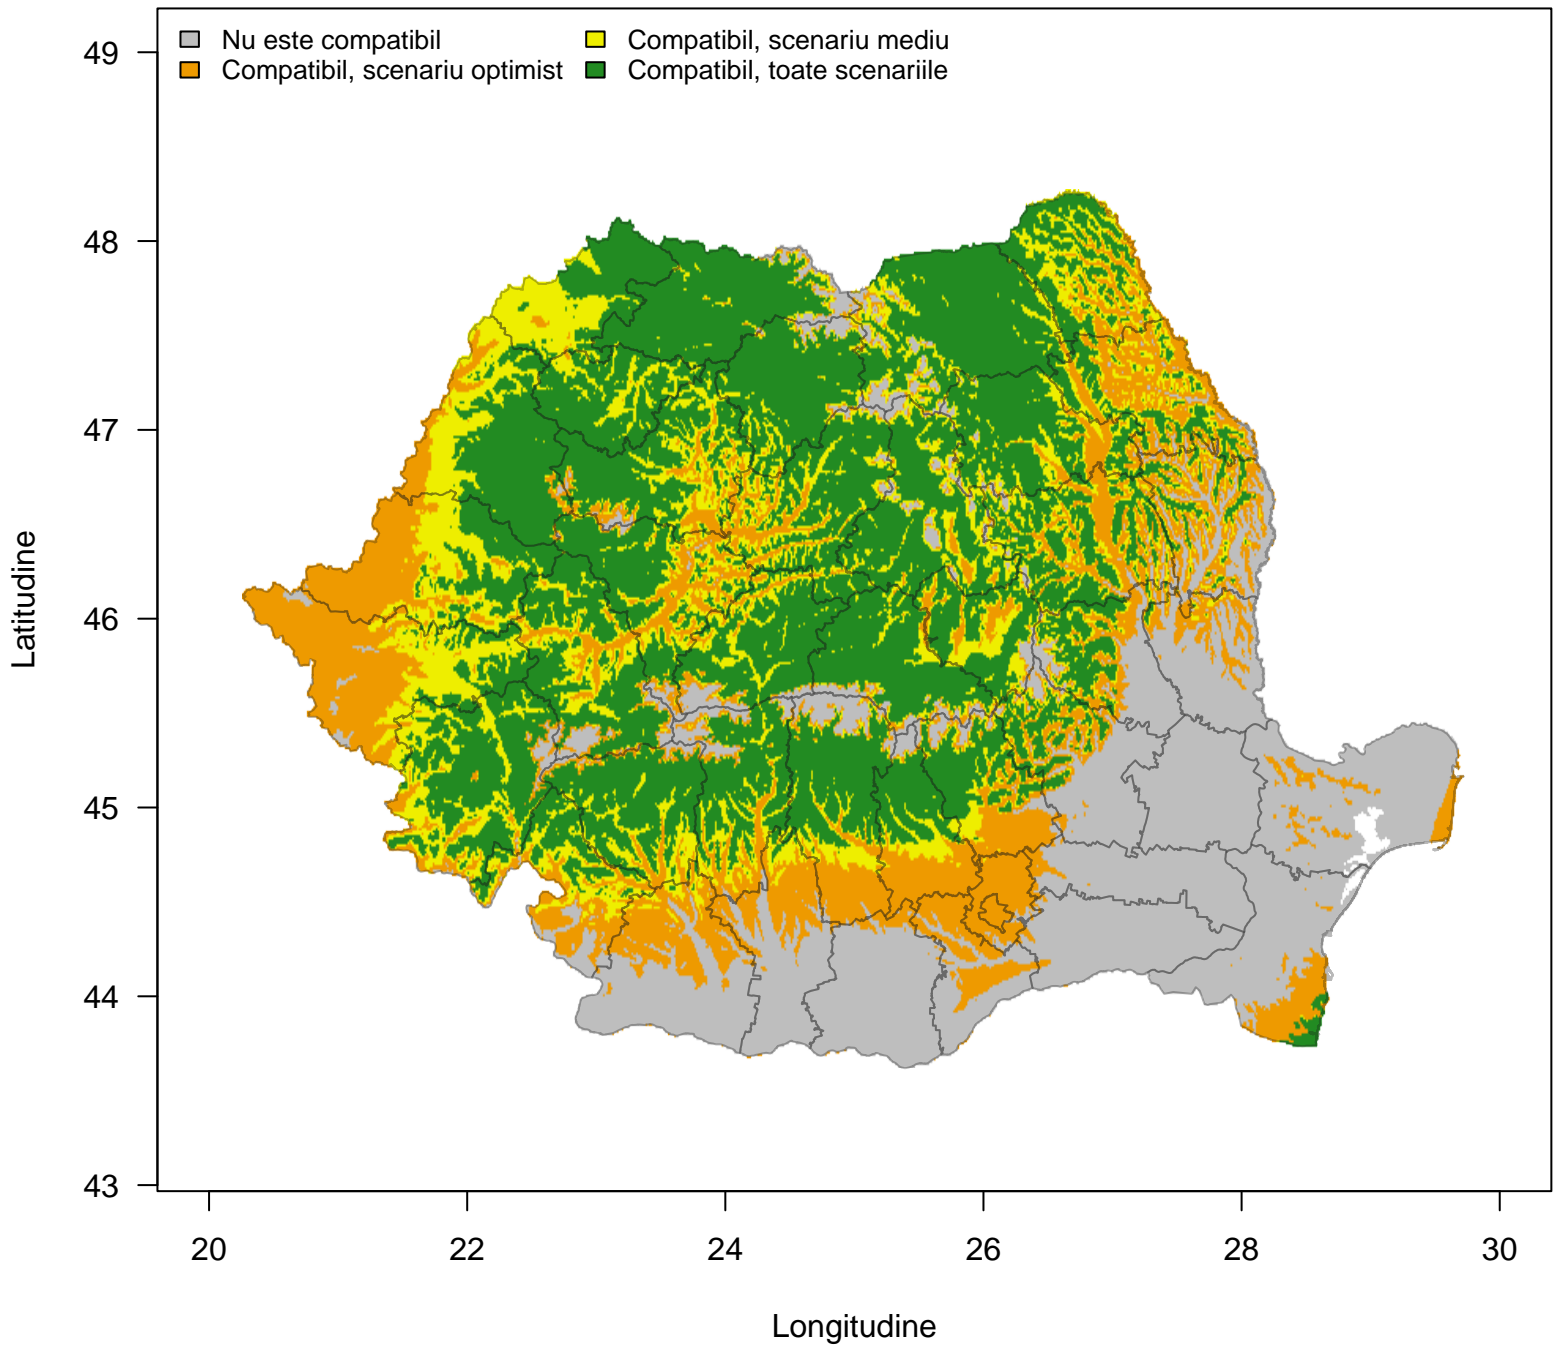 Nu este compatibil
Compatibil, scenariu optimist
Compatibil, scenariu mediu
Compatibil, toate scenariile
49
48
47
46
45
44
43
Latitudine
20 22 24 26 28 30
Longitudine